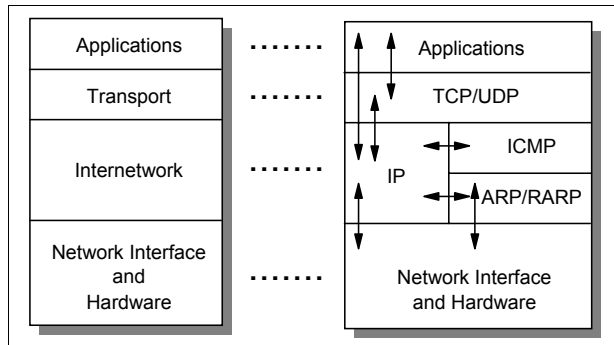 Applications
Transport
Internetwork
Network Interface
and
Hardware
Applications
TCP/UDP
ICMP
IP
ARP/RARP
Network Interface
and Hardware